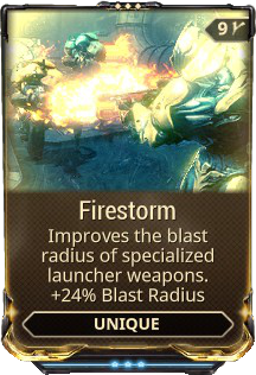 9
Firestorm
Improves the blast
radius of specialized
launcher weapons.
+24% Blast Radius
UNIQUE